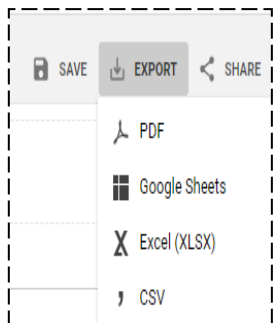 SAVE EXPORT SHARE
PDF
Google Sheets
Excel (XLSX)
CSV